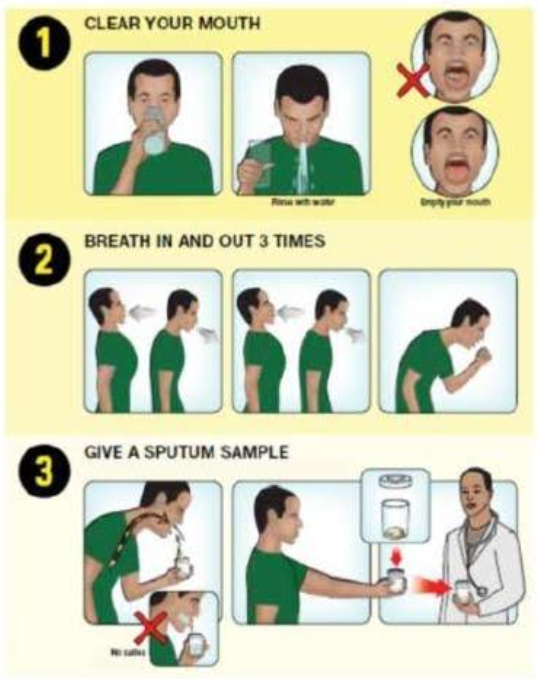 1
CLEAR YOUR MOUTH
Rinse with water
Empty your mouth
2
BREATH IN AND OUT 3 TIMES
3
GIVE A SPUTUM SAMPLE
No saliva